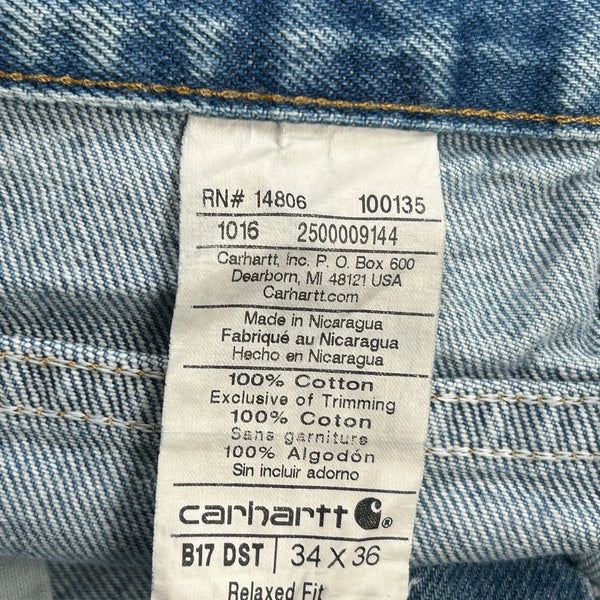 RN# 14806 100135
1016 2500009144
Carhartt, Inc. P. O. Box 600
Dearborn, MI 48121 USA
Carhartt.com
Made in Nicaragua
Fabriqué au Nicaragua
Hecho en Nicaragua
100% Cotton
Exclusive of Trimming
100% Coton
Sans garniture
100% Algodón
Sin incluir adorno
carhartt ®
B17 DST 34 X 36
Relaxed Fit